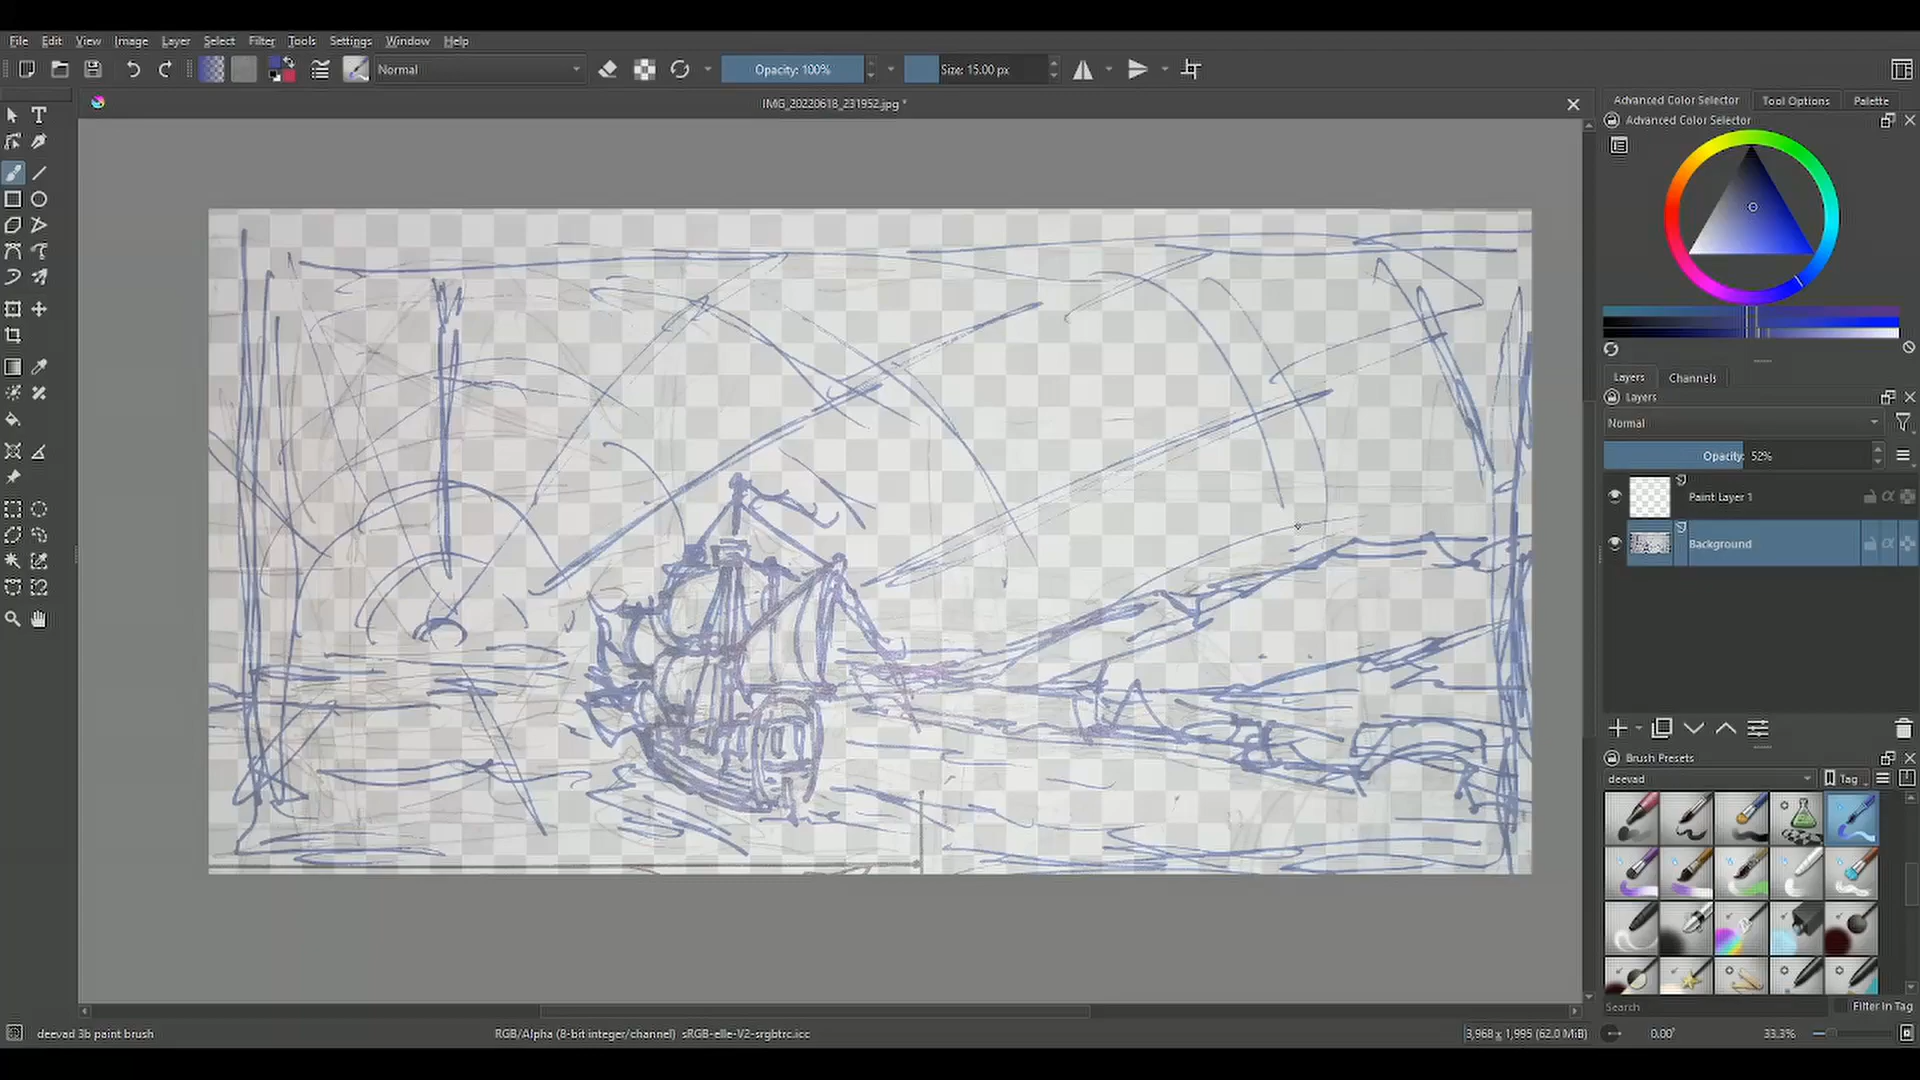 File Edit View Image Layer Select Filter Tools Settings Window Help
Normal Opacity: 100% Size: 15.00 px
IMG_20220618_231952.jpg *
Advanced Color Selector Tool Options Palette
Advanced Color Selector
Layers Channels
Layers
Normal
Opacity: 52%
Paint Layer 1
Background
Brush Presets
deevad Tag
Search Filter in Tag
deevad 3b paint brush RGB/Alpha (8-bit integer/channel) sRGB-elle-V2-srgbtrc.icc 3,968 x 1,995 (62.0 MiB) 0.00° 33.3%